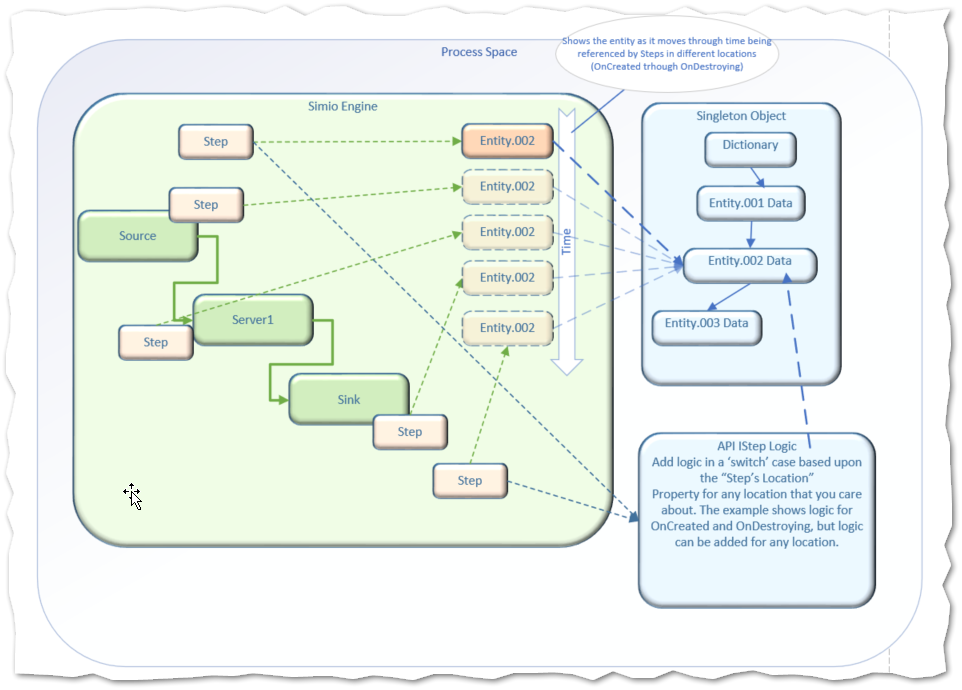 Process Space
Shows the entity as it moves through time being
referenced by Steps in different locations
(OnCreated trhough OnDestroying)
Simio Engine
Step
Entity.002
Step
Entity.002
Source
Entity.002
Time
Entity.002
Server1
Entity.002
Step
Sink
Step
Step
Singleton Object
Dictionary
Entity.001 Data
Entity.002 Data
Entity.003 Data
API IStep Logic
Add logic in a ‘switch’ case based upon
the “Step’s Location”
Property for any location that you care
about. The example shows logic for
OnCreated and OnDestroying, but logic
can be added for any location.